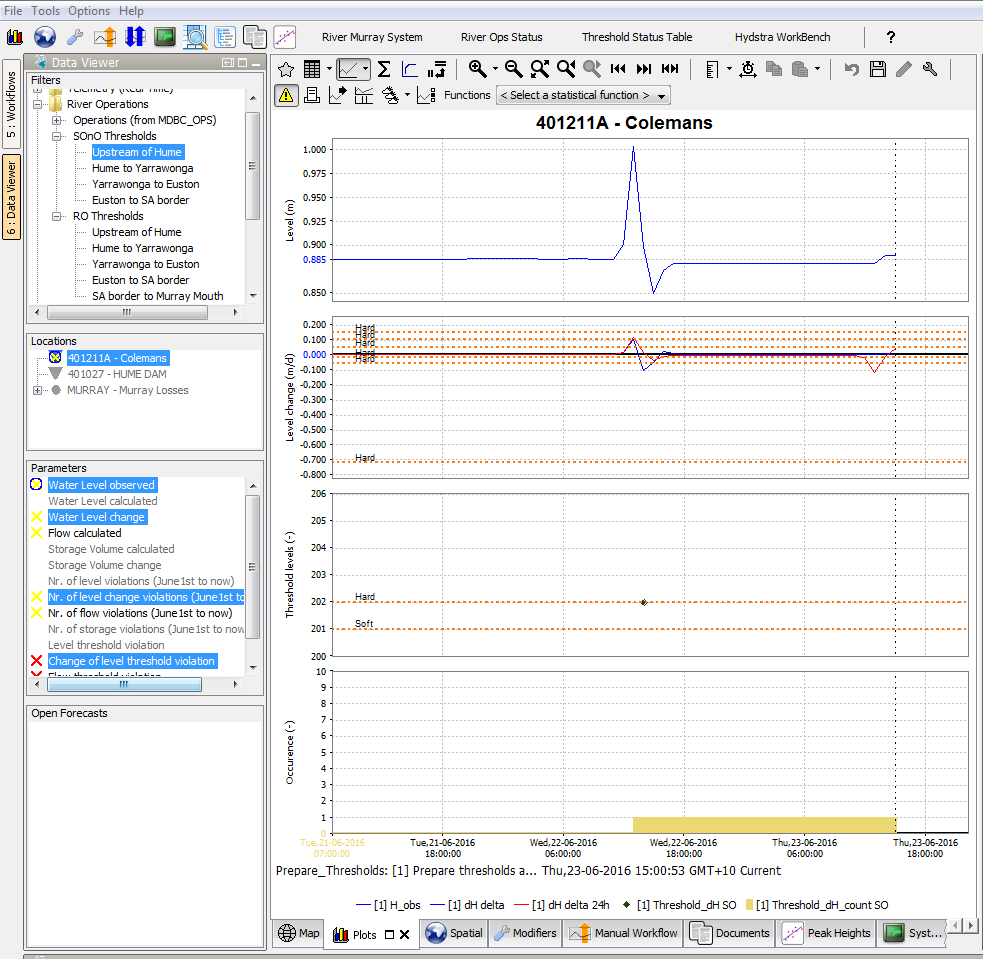 File Tools Options Help
River Murray System River Ops Status Threshold Status Table Hydstra WorkBench ?
5 : Workflows
6 : Data Viewer
Data Viewer
Filters
Telemetry (Real Time)
River Operations
Operations (from MDBC_OPS)
SOnO Thresholds
Upstream of Hume
Hume to Yarrawonga
Yarrawonga to Euston
Euston to SA border
RO Thresholds
Upstream of Hume
Hume to Yarrawonga
Yarrawonga to Euston
Euston to SA border
SA border to Murray Mouth
Locations
401211A - Colemans
401027 - HUME DAM
MURRAY - Murray Losses
Parameters
Water Level observed
Water Level calculated
Water Level change
Flow calculated
Storage Volume calculated
Storage Volume change
Nr. of level violations (June1st to now)
Nr. of level change violations (June1st to
Nr. of flow violations (June1st to now)
Nr. of storage violations (June1st to now
Level threshold violation
Change of level threshold violation
Flow threshold violation
Open Forecasts
Functions < Select a statistical function >
401211A - Colemans
Level (m)
1.000
0.975
0.950
0.925
0.900
0.885
0.850
Level change (m/d)
0.200
0.100
0.000
-0.100
-0.200
-0.300
-0.400
-0.500
-0.600
-0.700
-0.800
Hard
Hard
Hard
Hard
Hard
Hard
Threshold levels (-)
206
205
204
203
202
201
200
Hard
Soft
Occurence (-)
10
9
8
7
6
5
4
3
2
1
0
Tue,21-06-2016 Tue,21-06-2016 Wed,22-06-2016 Wed,22-06-2016 Thu,23-06-2016 Thu,23-06-2016
07:00:00 18:00:00 06:00:00 18:00:00 06:00:00 18:00:00
Prepare_Thresholds: [1] Prepare thresholds a... Thu,23-06-2016 15:00:53 GMT+10 Current
[1] H_obs [1] dH delta [1] dH delta 24h [1] Threshold_dH SO [1] Threshold_dH_count SO
Map Plots Spatial Modifiers Manual Workflow Documents Peak Heights Syst...